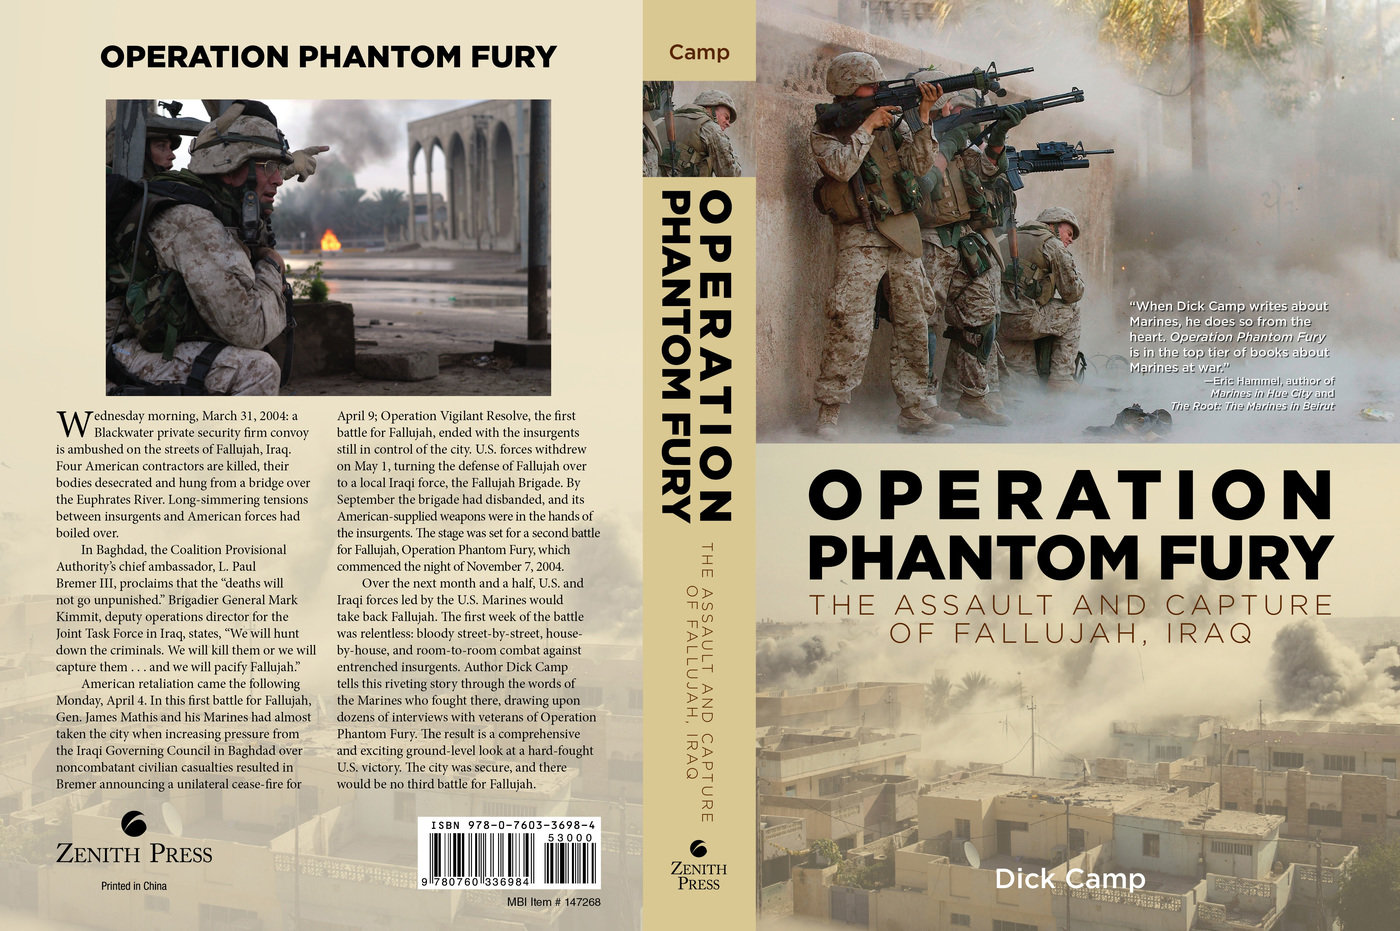 OPERATION PHANTOM FURY
Wednesday morning, March 31, 2004: a
Blackwater private security firm convoy
is ambushed on the streets of Fallujah, Iraq.
Four American contractors are killed, their
bodies desecrated and hung from a bridge over
the Euphrates River. Long-simmering tensions
between insurgents and American forces had
boiled over.
In Baghdad, the Coalition Provisional
Authority’s chief ambassador, L. Paul
Bremer III, proclaims that the “deaths will
not go unpunished.” Brigadier General Mark
Kimmit, deputy operations director for the
Joint Task Force in Iraq, states, “We will hunt
down the criminals. We will kill them or we will
capture them . . . and we will pacify Fallujah.”
American retaliation came the following
Monday, April 4. In this first battle for Fallujah,
Gen. James Mathis and his Marines had almost
taken the city when increasing pressure from
the Iraqi Governing Council in Baghdad over
noncombatant civilian casualties resulted in
Bremer announcing a unilateral cease-fire for
April 9; Operation Vigilant Resolve, the first
battle for Fallujah, ended with the insurgents
still in control of the city. U.S. forces withdrew
on May 1, turning the defense of Fallujah over
to a local Iraqi force, the Fallujah Brigade. By
September the brigade had disbanded, and its
American-supplied weapons were in the hands of
the insurgents. The stage was set for a second battle
for Fallujah, Operation Phantom Fury, which
commenced the night of November 7, 2004.
Over the next month and a half, U.S. and
Iraqi forces led by the U.S. Marines would
take back Fallujah. The first week of the battle
was relentless: bloody street-by-street, house-
by-house, and room-to-room combat against
entrenched insurgents. Author Dick Camp
tells this riveting story through the words of
the Marines who fought there, drawing upon
dozens of interviews with veterans of Operation
Phantom Fury. The result is a comprehensive
and exciting ground-level look at a hard-fought
U.S. victory. The city was secure, and there
would be no third battle for Fallujah.
ZENITH PRESS
Printed in China
ISBN 978-0-7603-3698-4
53000
9 780760 336984
MBI Item # 147268
Camp
OPERATION
PHANTOM FURY
THE ASSAULT AND CAPTURE
OF FALLUJAH, IRAQ
ZENITH
PRESS
“When Dick Camp writes about
Marines, he does so from the
heart. Operation Phantom Fury
is in the top tier of books about
Marines at war.”
—Eric Hammel, author of
Marines in Hue City and
The Root: The Marines in Beirut
OPERATION
PHANTOM FURY
THE ASSAULT AND CAPTURE
OF FALLUJAH, IRAQ
Dick Camp